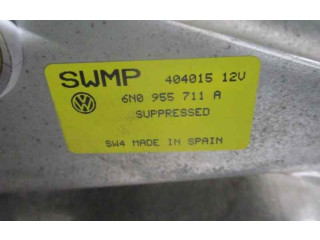 SWMP 404015 12V
6N0 955 711 A
SUPPRESSED
SW4 MADE IN SPAIN